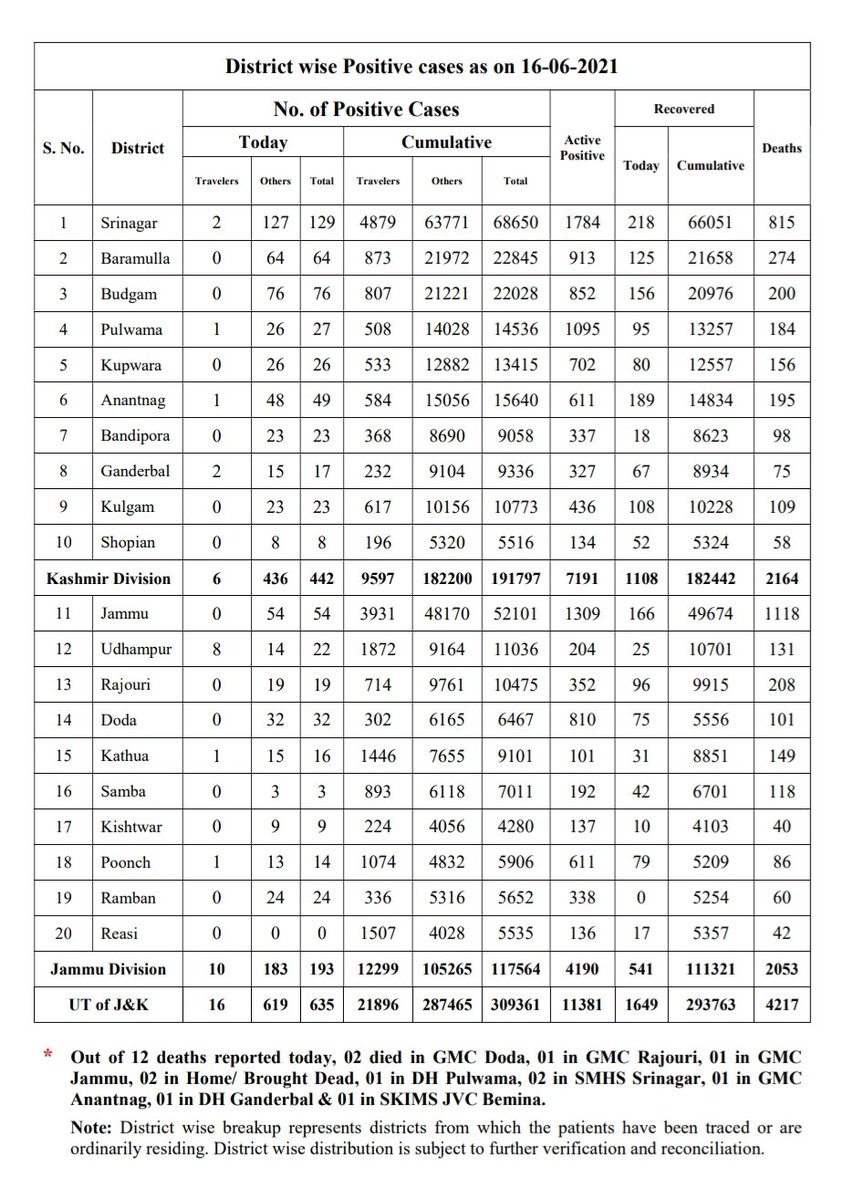 District wise Positive cases as on 16-06-2021
S. No. District No. of Positive Cases Active Positive Recovered Deaths
Today Cumulative Today Cumulative
Travelers Others Total Travelers Others Total
1 Srinagar 2 127 129 4879 63771 68650 1784 218 66051 815
2 Baramulla 0 64 64 873 21972 22845 913 125 21658 274
3 Budgam 0 76 76 807 21221 22028 852 156 20976 200
4 Pulwama 1 26 27 508 14028 14536 1095 95 13257 184
5 Kupwara 0 26 26 533 12882 13415 702 80 12557 156
6 Anantnag 1 48 49 584 15056 15640 611 189 14834 195
7 Bandipora 0 23 23 368 8690 9058 337 18 8623 98
8 Ganderbal 2 15 17 232 9104 9336 327 67 8934 75
9 Kulgam 0 23 23 617 10156 10773 436 108 10228 109
10 Shopian 0 8 8 196 5320 5516 134 52 5324 58
Kashmir Division 6 436 442 9597 182200 191797 7191 1108 182442 2164
11 Jammu 0 54 54 3931 48170 52101 1309 166 49674 1118
12 Udhampur 8 14 22 1872 9164 11036 204 25 10701 131
13 Rajouri 0 19 19 714 9761 10475 352 96 9915 208
14 Doda 0 32 32 302 6165 6467 810 75 5556 101
15 Kathua 1 15 16 1446 7655 9101 101 31 8851 149
16 Samba 0 3 3 893 6118 7011 192 42 6701 118
17 Kishtwar 0 9 9 224 4056 4280 137 10 4103 40
18 Poonch 1 13 14 1074 4832 5906 611 79 5209 86
19 Ramban 0 24 24 336 5316 5652 338 0 5254 60
20 Reasi 0 0 0 1507 4028 5535 136 17 5357 42
Jammu Division 10 183 193 12299 105265 117564 4190 541 111321 2053
UT of J&K 16 619 635 21896 287465 309361 11381 1649 293763 4217
* Out of 12 deaths reported today, 02 died in GMC Doda, 01 in GMC Rajouri, 01 in GMC
Jammu, 02 in Home/ Brought Dead, 01 in DH Pulwama, 02 in SMHS Srinagar, 01 in GMC
Anantnag, 01 in DH Ganderbal & 01 in SKIMS JVC Bemina.
Note: District wise breakup represents districts from which the patients have been traced or are
ordinarily residing. District wise distribution is subject to further verification and reconciliation.